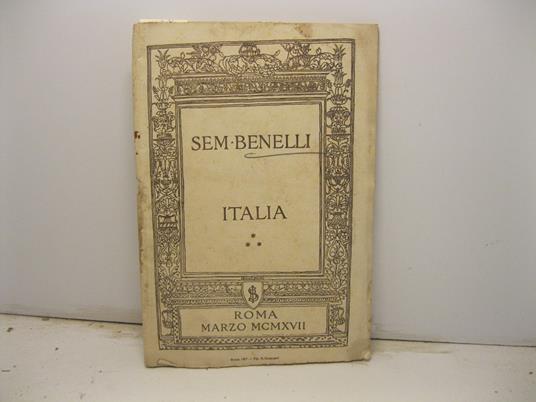 SEM·BENELLI
ITALIA
ROMA
MARZO MCMXVII